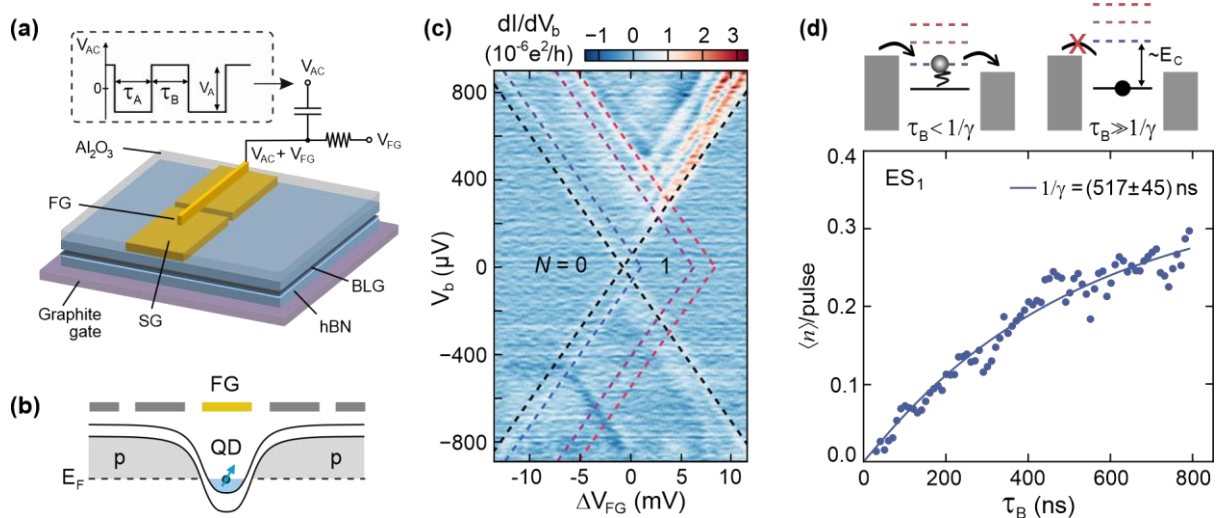 (a)
V_AC
0
τ_A
τ_B
V_A
V_AC
V_AC + V_FG
V_FG
Al₂O₃
FG
SG
Graphite gate
BLG
hBN
(b)
FG
QD
p
p
E_F
(c)
dI/dV_b
(10⁻⁶e²/h)
-1 0 1 2 3
800
400
0
−400
−800
V_b (µV)
N = 0
1
-10 -5 0 5 10
ΔV_FG (mV)
(d)
τ_B < 1/γ
X
~E_C
τ_B ≫ 1/γ
ES₁
1/γ = (517±45) ns
0.4
0.3
0.2
0.1
0.0
⟨n⟩/pulse
0 200 400 600 800
τ_B (ns)